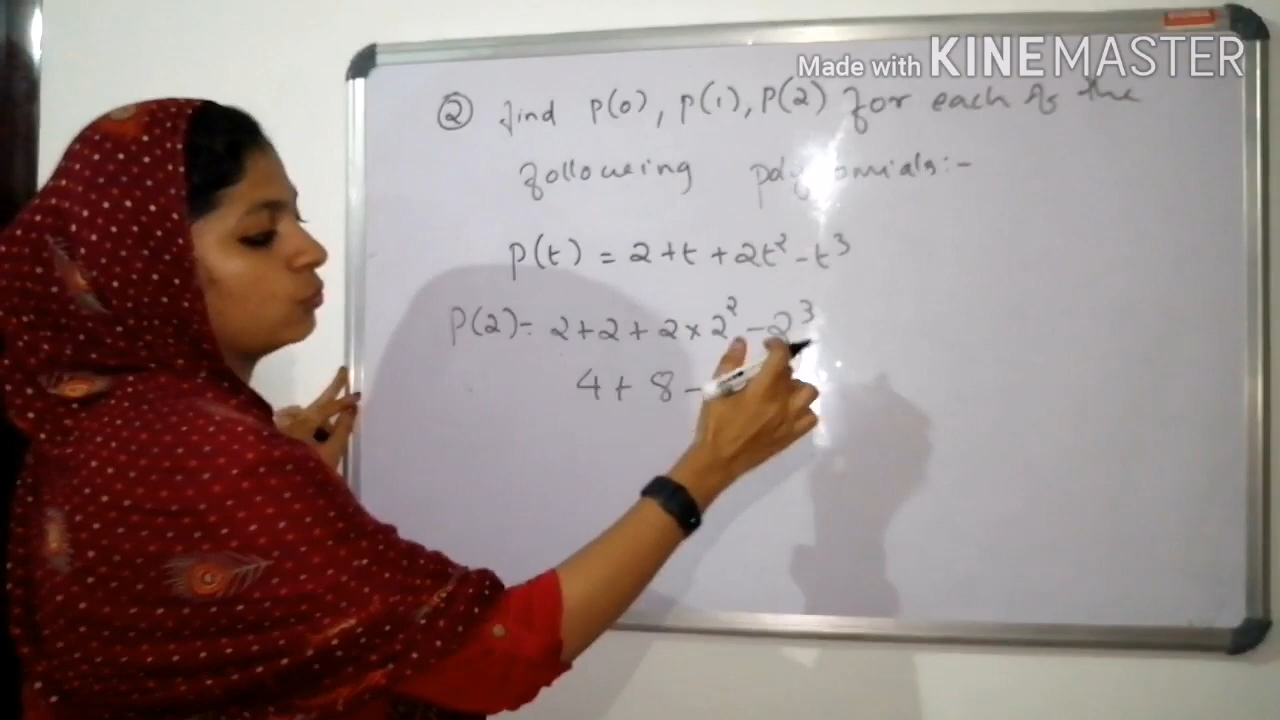 Made with KINEMASTER
② find P(0), P(1), P(2) for each of the
following polynomials:-
P(t) = 2+t+2t²-t³
P(2)= 2+2+2×2²-2³
4+8-